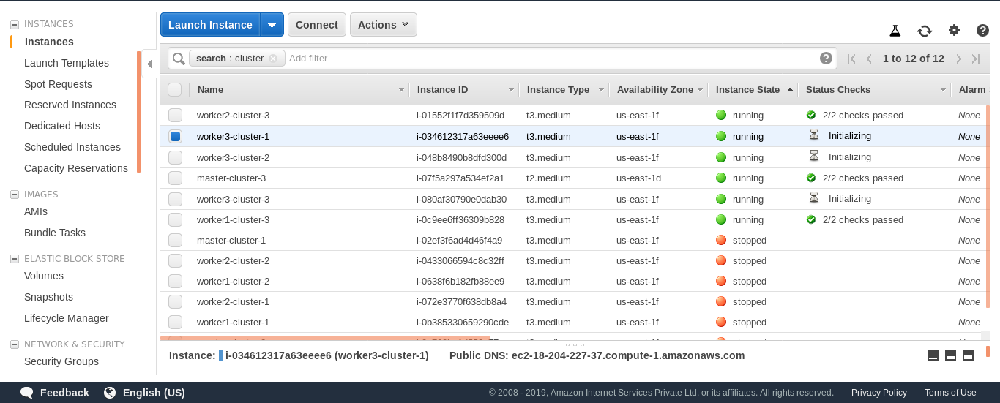 INSTANCES
Instances
Launch Templates
Spot Requests
Reserved Instances
Dedicated Hosts
Scheduled Instances
Capacity Reservations
IMAGES
AMIs
Bundle Tasks
ELASTIC BLOCK STORE
Volumes
Snapshots
Lifecycle Manager
NETWORK & SECURITY
Security Groups
Launch Instance Connect Actions
search : cluster Add filter 1 to 12 of 12
Name Instance ID Instance Type Availability Zone Instance State Status Checks Alarm
worker2-cluster-3 i-01552f1f7d359509d t3.medium us-east-1f running 2/2 checks passed None
worker3-cluster-1 i-034612317a63eeee6 t3.medium us-east-1f running Initializing None
worker3-cluster-2 i-048b8490b8dfd300d t3.medium us-east-1f running Initializing None
master-cluster-3 i-07f5a297a534ef2a1 t2.medium us-east-1d running 2/2 checks passed None
worker3-cluster-3 i-080af30790e0dab30 t3.medium us-east-1f running Initializing None
worker1-cluster-3 i-0c9ee6ff36309b828 t3.medium us-east-1f running 2/2 checks passed None
master-cluster-1 i-02ef3f6ad4d46f4a9 t3.medium us-east-1f stopped None
worker2-cluster-2 i-0433066594c8c32ff t3.medium us-east-1f stopped None
worker1-cluster-2 i-0638f6b182fb88ee9 t3.medium us-east-1f stopped None
worker2-cluster-1 i-072e3770f638db8a4 t3.medium us-east-1f stopped None
worker1-cluster-1 i-0b385330659290cde t3.medium us-east-1f stopped None
Instance: i-034612317a63eeee6 (worker3-cluster-1) Public DNS: ec2-18-204-227-37.compute-1.amazonaws.com
Feedback English (US) © 2008 - 2019, Amazon Internet Services Private Ltd. or its affiliates. All rights reserved. Privacy Policy Terms of Use